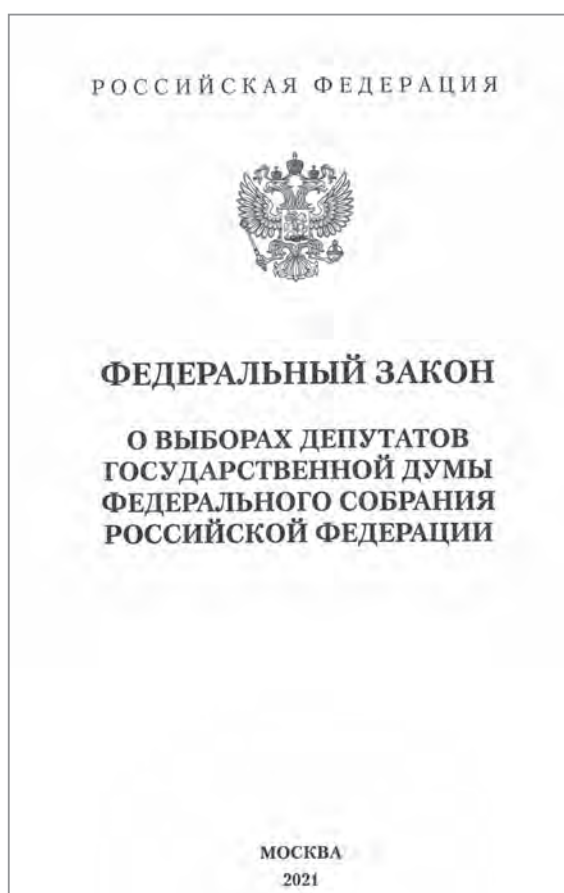 РОССИЙСКАЯ ФЕДЕРАЦИЯ
ФЕДЕРАЛЬНЫЙ ЗАКОН
О ВЫБОРАХ ДЕПУТАТОВ
ГОСУДАРСТВЕННОЙ ДУМЫ
ФЕДЕРАЛЬНОГО СОБРАНИЯ
РОССИЙСКОЙ ФЕДЕРАЦИИ
МОСКВА
2021